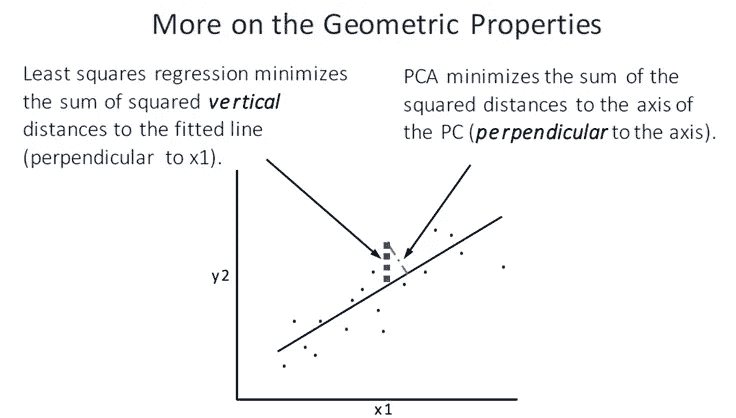 More on the Geometric Properties
Least squares regression minimizes
the sum of squared vertical
distances to the fitted line
(perpendicular to x1).
PCA minimizes the sum of the
squared distances to the axis of
the PC (perpendicular to the axis).
y2
x1